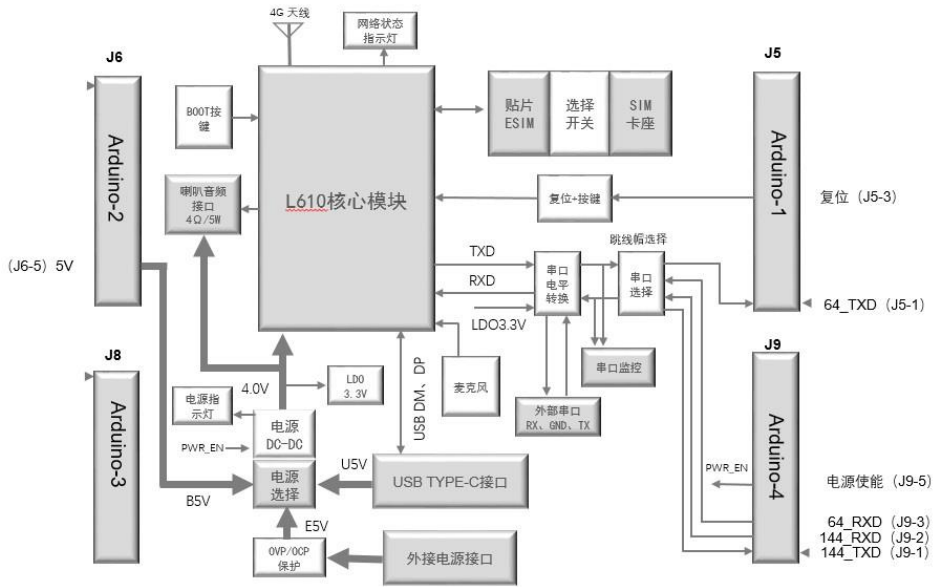 4G 天线
网络状态
指示灯
J6
J5
Arduino-2
BOOT按
键
贴片
ESIM
选择
开关
SIM
卡座
Arduino-1
喇叭音频
接口
4Ω/5W
L610核心模块
复位+按键
复位（J5-3）
跳线帽选择
TXD
RXD
串口
电平
转换
串口
选择
（J6-5）5V
LDO3.3V
64_TXD（J5-1）
J8
J9
串口监控
4.0V
LDO
3.3V
USB DM、DP
麦克风
电源指
示灯
外部串口
RX、GND、TX
电源
DC-DC
PWR_EN
Arduino-3
Arduino-4
PWR_EN
电源使能（J9-5）
电源
选择
U5V
USB TYPE-C接口
B5V
E5V
64_RXD（J9-3）
144_RXD（J9-2）
144_TXD（J9-1）
OVP/OCP
保护
外接电源接口